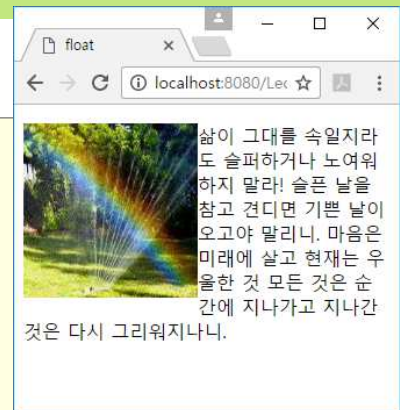 float
localhost:8080/Lec
삶이 그대를 속일지라
도 슬퍼하거나 노여워
하지 말라! 슬픈 날을
참고 견디면 기쁜 날이
오고야 말리니. 마음은
미래에 살고 현재는 우
울한 것 모든 것은 순
간에 지나가고 지나간
것은 다시 그리워지나니.